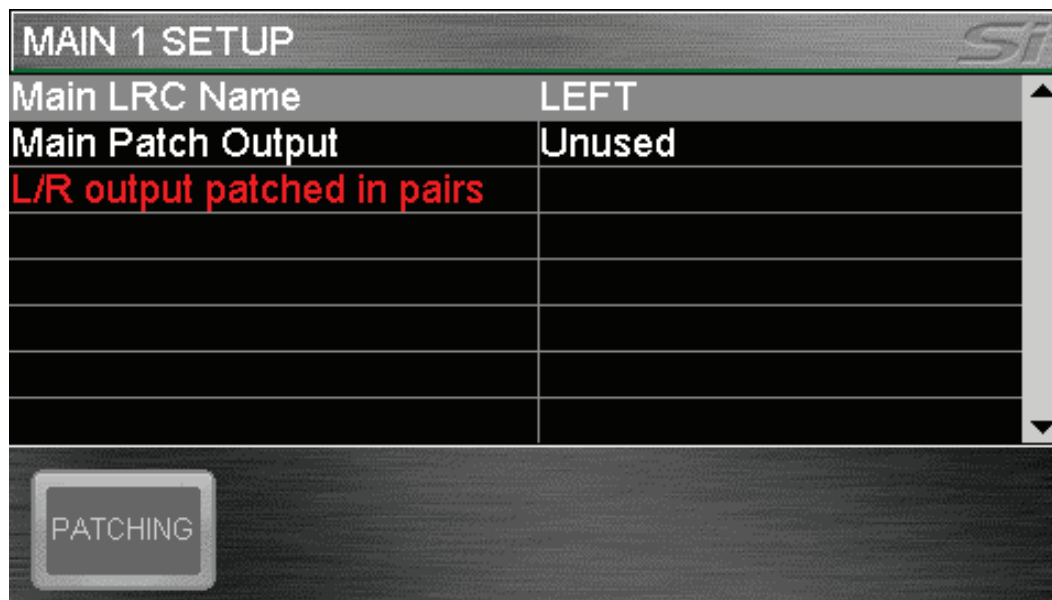 MAIN 1 SETUP Si
Main LRC Name LEFT
Main Patch Output Unused
L/R output patched in pairs
PATCHING